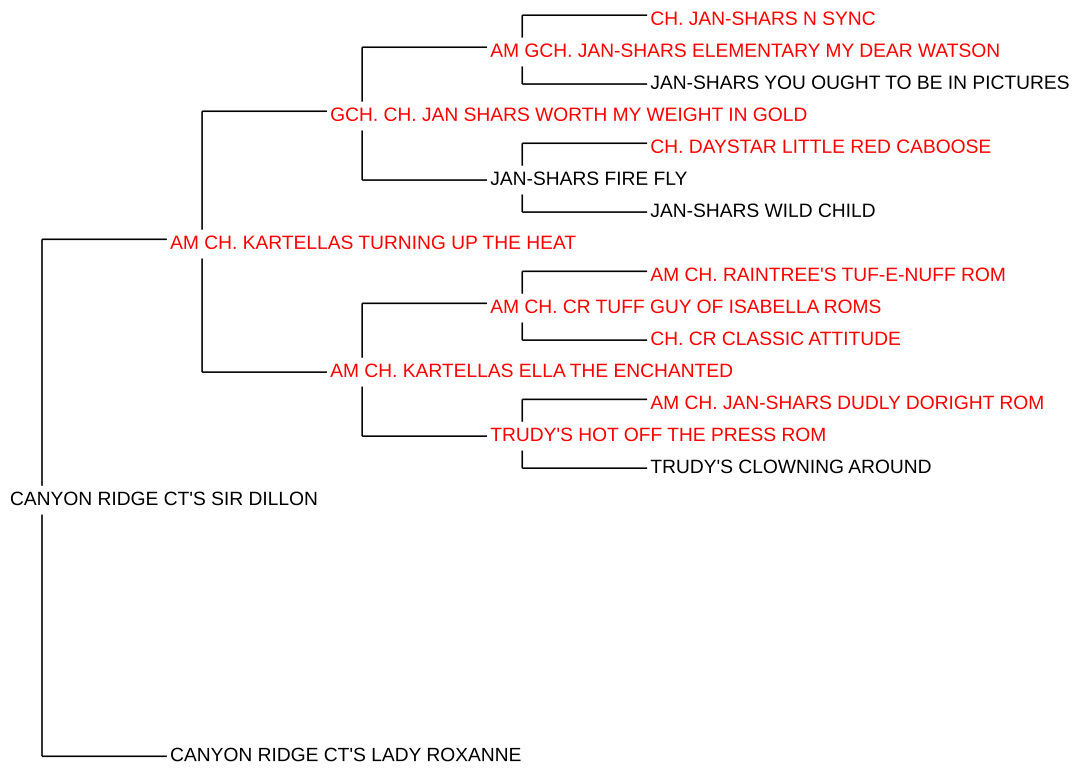 CH. JAN-SHARS N SYNC
AM GCH. JAN-SHARS ELEMENTARY MY DEAR WATSON
JAN-SHARS YOU OUGHT TO BE IN PICTURES
GCH. CH. JAN SHARS WORTH MY WEIGHT IN GOLD
CH. DAYSTAR LITTLE RED CABOOSE
JAN-SHARS FIRE FLY
JAN-SHARS WILD CHILD
AM CH. KARTELLAS TURNING UP THE HEAT
AM CH. RAINTREE'S TUF-E-NUFF ROM
AM CH. CR TUFF GUY OF ISABELLA ROMS
CH. CR CLASSIC ATTITUDE
AM CH. KARTELLAS ELLA THE ENCHANTED
AM CH. JAN-SHARS DUDLY DORIGHT ROM
TRUDY'S HOT OFF THE PRESS ROM
TRUDY'S CLOWNING AROUND
CANYON RIDGE CT'S SIR DILLON
CANYON RIDGE CT'S LADY ROXANNE